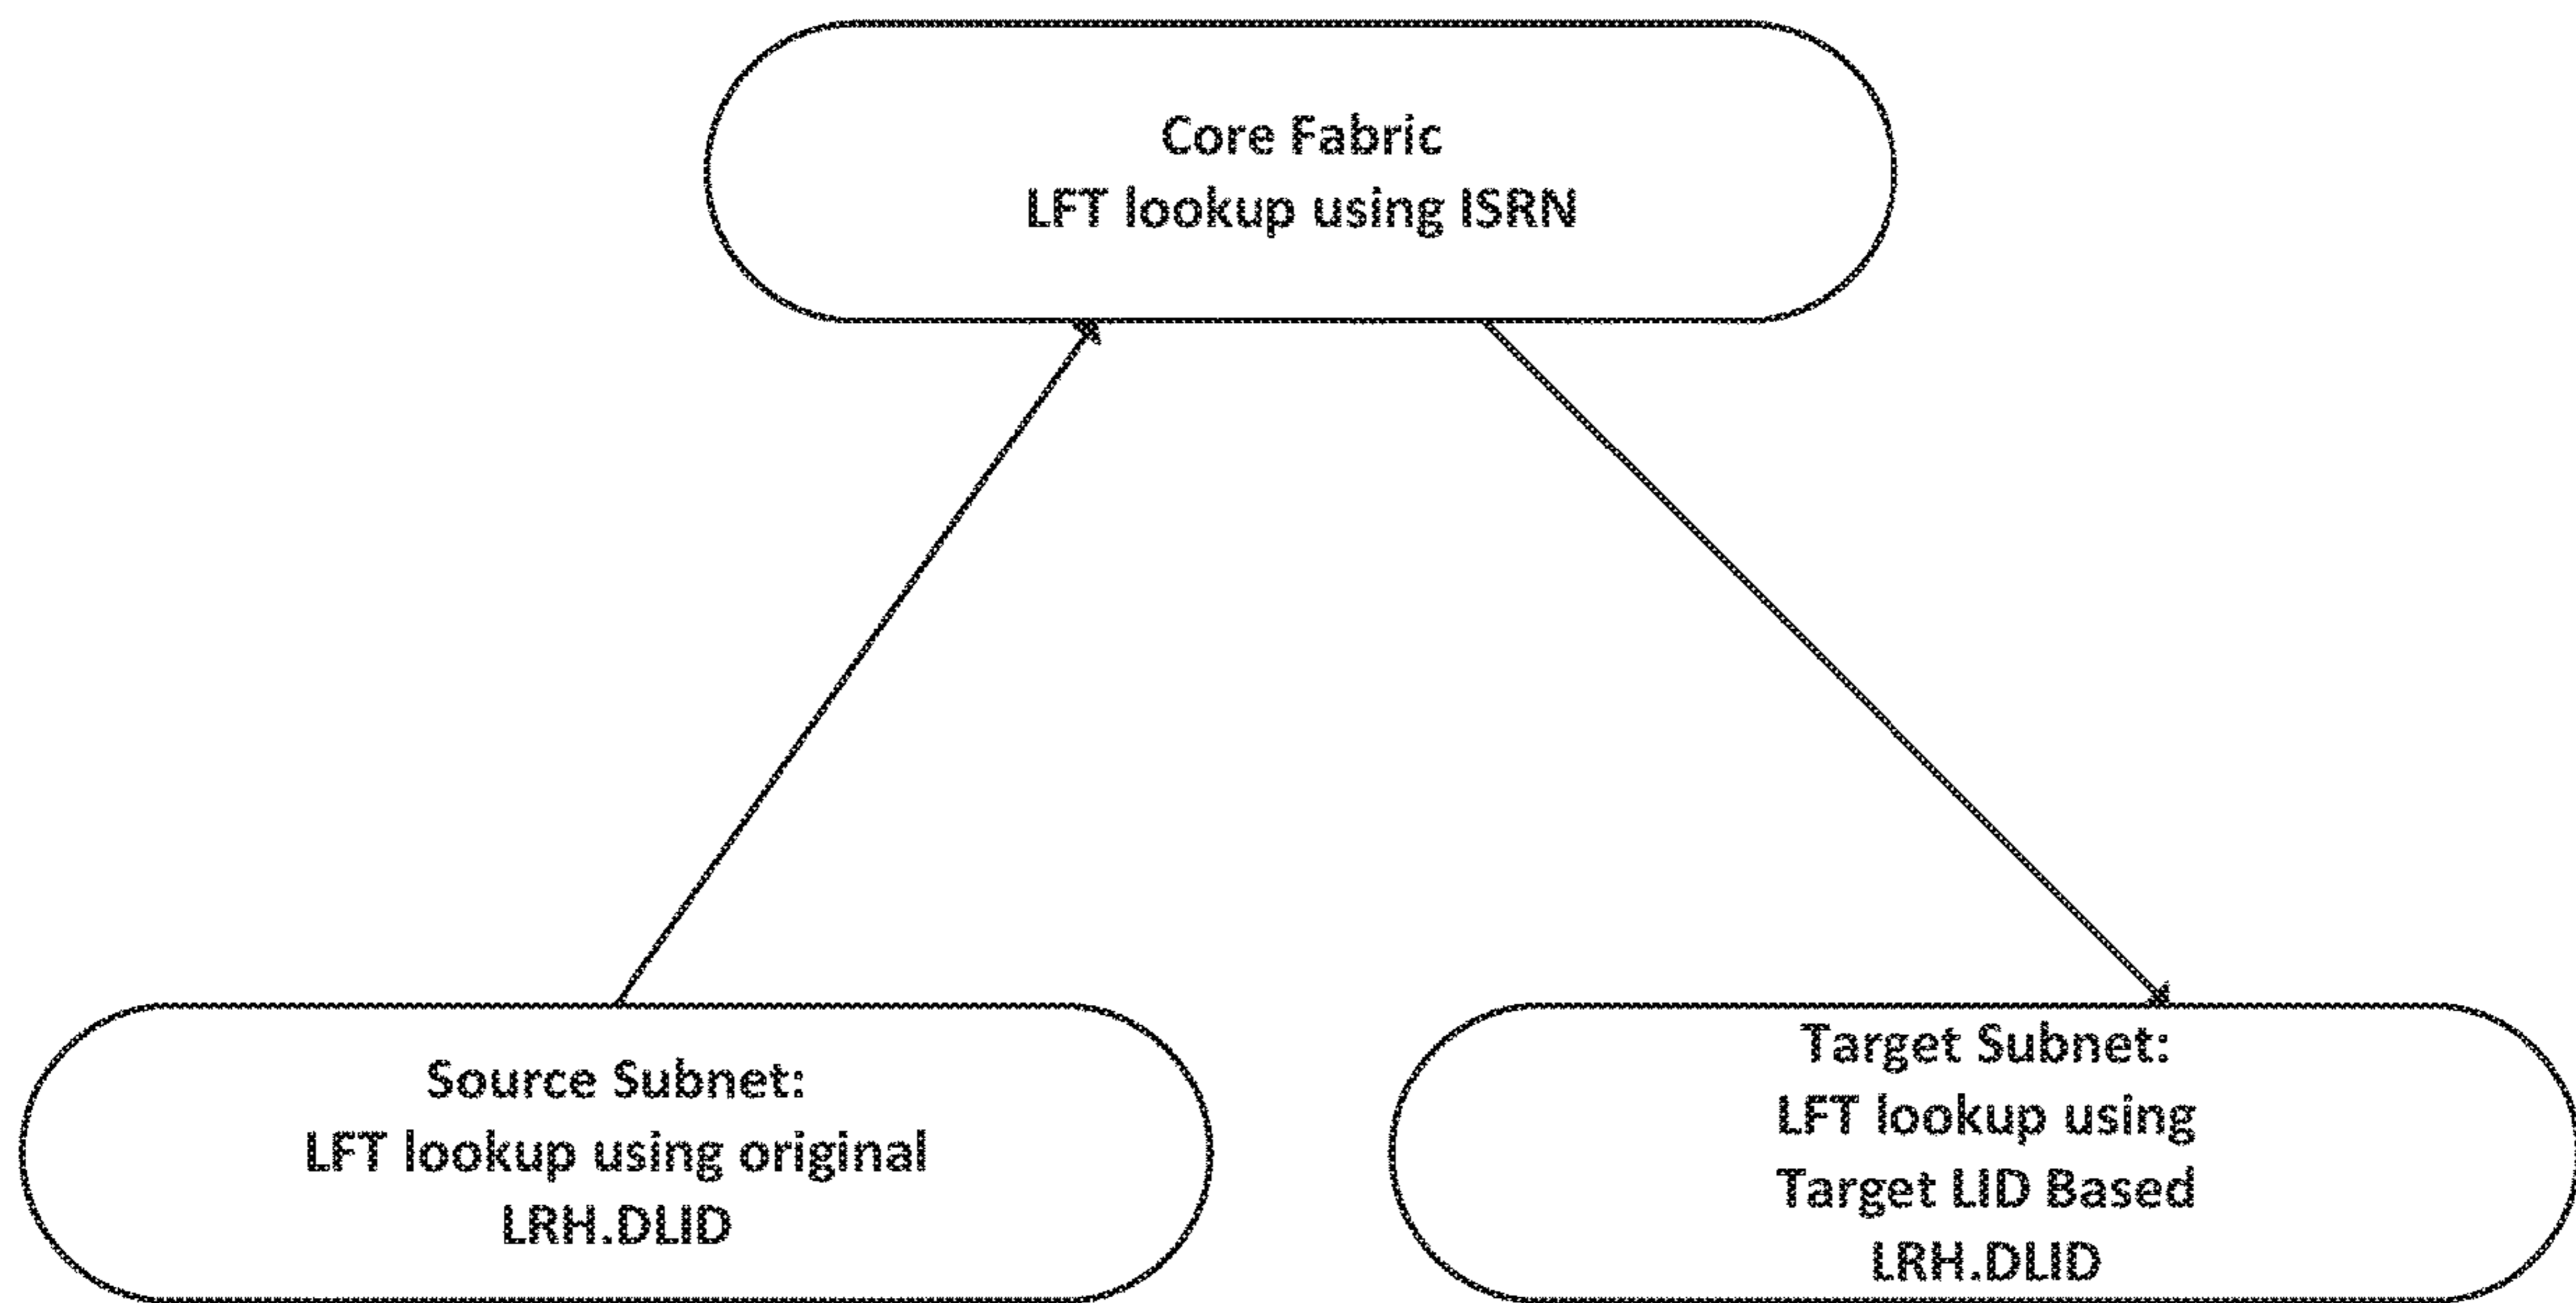 Core Fabric
LFT lookup using ISRN
Source Subnet:
LFT lookup using original
LRH.DLID
Target Subnet:
LFT lookup using
Target LID Based
LRH.DLID